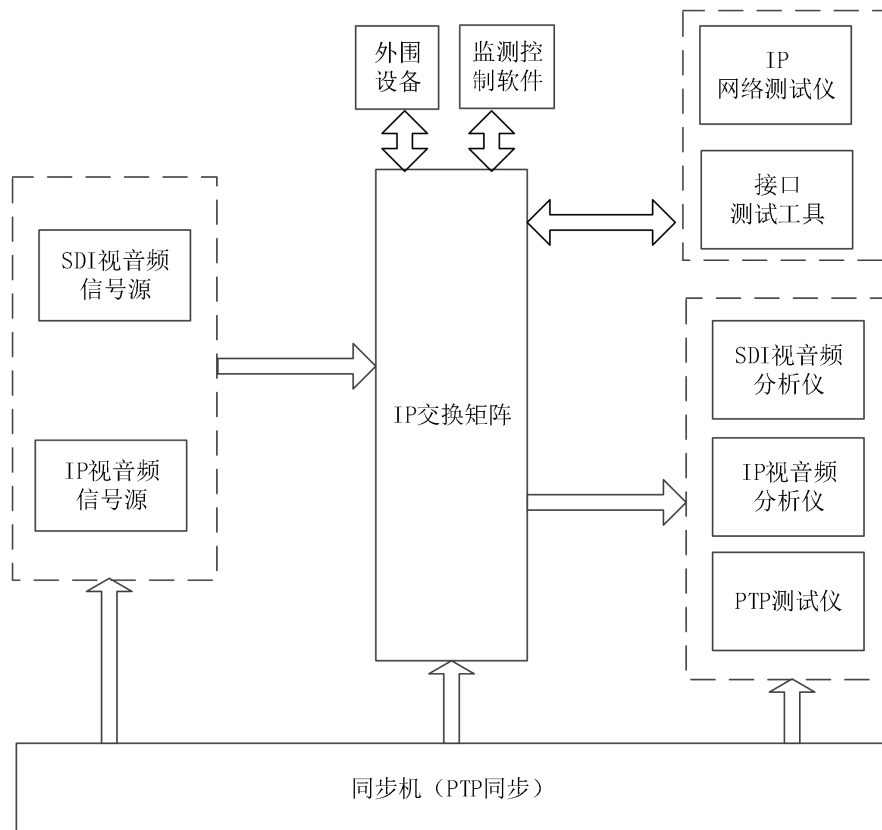 外围
设备
监测控
制软件
IP
网络测试仪
接口
测试工具
SDI视音频
信号源
IP视音频
信号源
IP交换矩阵
SDI视音频
分析仪
IP视音频
分析仪
PTP测试仪
同步机（PTP同步）